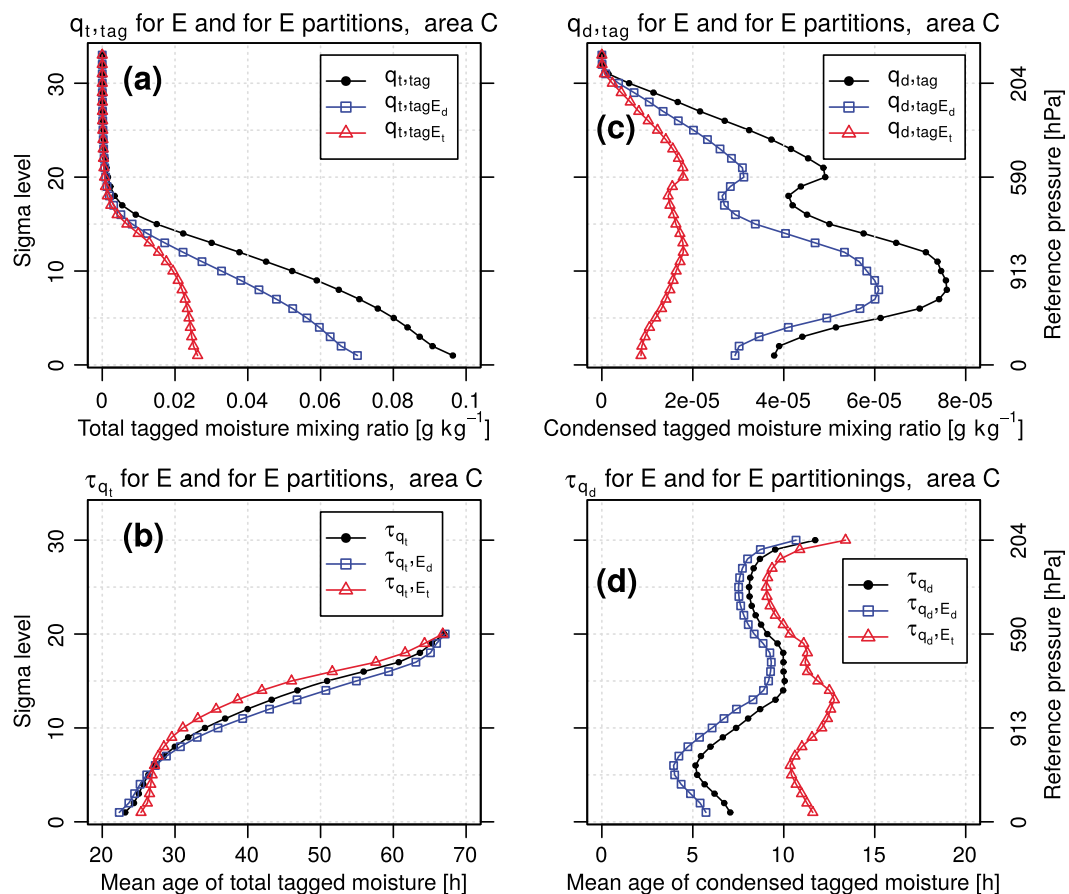 q_t,tag for E and for E partitions, area C
(a)
q_t,tag
q_t,tagE_d
q_t,tagE_t
Sigma level
0 10 20 30
0 0.02 0.04 0.06 0.08 0.1
Total tagged moisture mixing ratio [g kg⁻¹]
q_d,tag for E and for E partitions, area C
(c)
q_d,tag
q_d,tagE_d
q_d,tagE_t
204
590
913
0
Reference pressure [hPa]
0 2e-05 4e-05 6e-05 8e-05
Condensed tagged moisture mixing ratio [g kg⁻¹]
τ_q_t for E and for E partitions, area C
(b)
τ_q_t
τ_q_t,E_d
τ_q_t,E_t
Sigma level
0 10 20 30
20 30 40 50 60 70
Mean age of total tagged moisture [h]
τ_q_d for E and for E partitionings, area C
(d)
τ_q_d
τ_q_d,E_d
τ_q_d,E_t
204
590
913
0
Reference pressure [hPa]
0 5 10 15 20
Mean age of condensed tagged moisture [h]